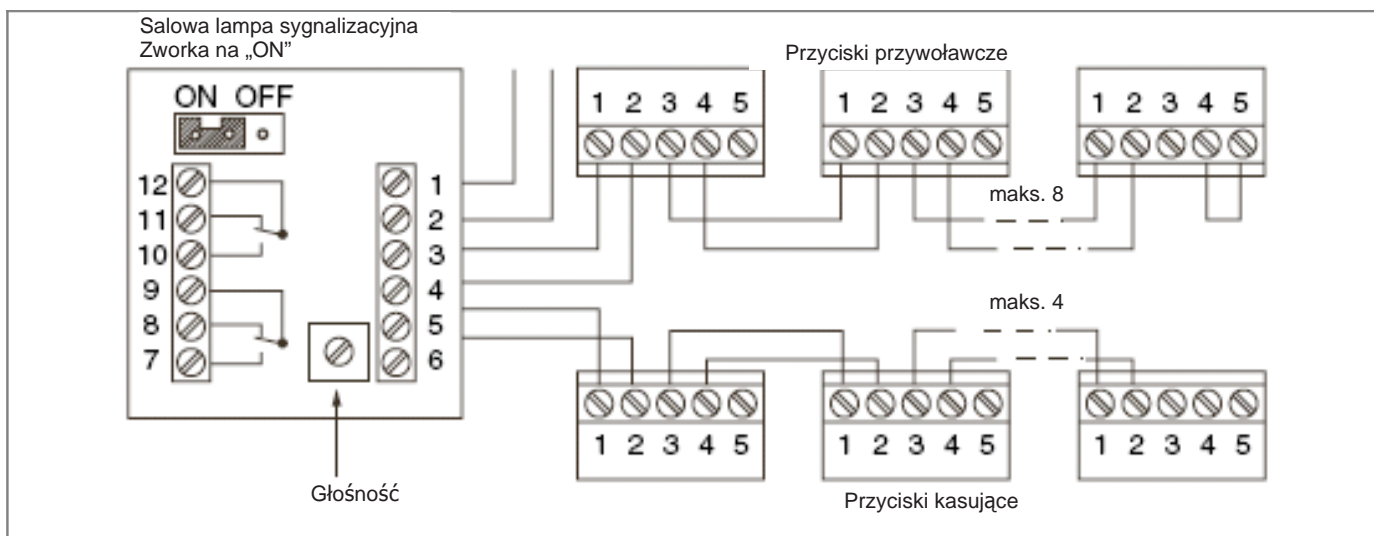 Salowa lampa sygnalizacyjna
Zworka na „ON”
Przyciski przywoławcze
ON OFF
1 2 3 4 5
1 2 3 4 5
1 2 3 4 5
12
11
10
9
8
7
1
2
3
4
5
6
maks. 8
maks. 4
1 2 3 4 5
1 2 3 4 5
1 2 3 4 5
Głośność
Przyciski kasujące